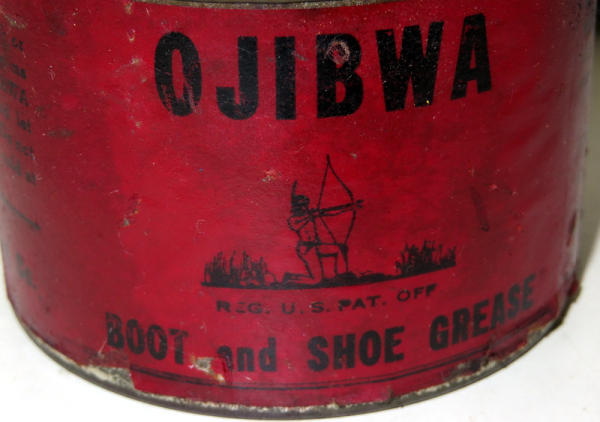 OJIBWA
REG. U.S. PAT. OFF
BOOT and SHOE GREASE